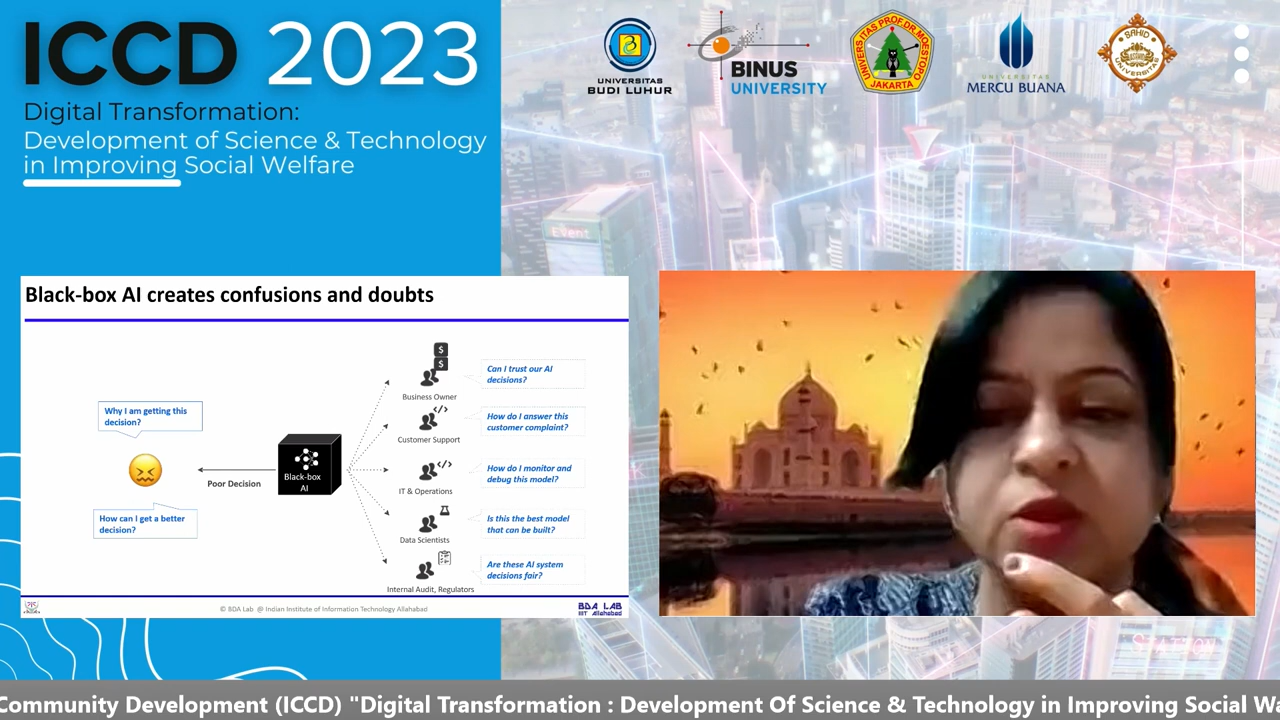 ICCD 2023
Digital Transformation:
Development of Science & Technology
in Improving Social Welfare
UNIVERSITAS
BUDI LUHUR
BINUS
UNIVERSITY
UNIVERSITAS PROF.DR.MOESTOPO
JAKARTA
UNIVERSITAS
MERCU BUANA
SAHID
UNIVERSITAS
Event
Black-box AI creates confusions and doubts
Why I am getting this
decision?
Poor Decision
How can I get a better
decision?
Black-box
AI
$
$
Business Owner
Can I trust our AI
decisions?
</>
Customer Support
How do I answer this
customer complaint?
</>
IT & Operations
How do I monitor and
debug this model?
Data Scientists
Is this the best model
that can be built?
Internal Audit, Regulators
Are these AI system
decisions fair?
© BDA Lab @ Indian Institute of Information Technology Allahabad
BDA LAB
IIIT Allahabad
Community Development (ICCD) "Digital Transformation : Development Of Science & Technology in Improving Social We